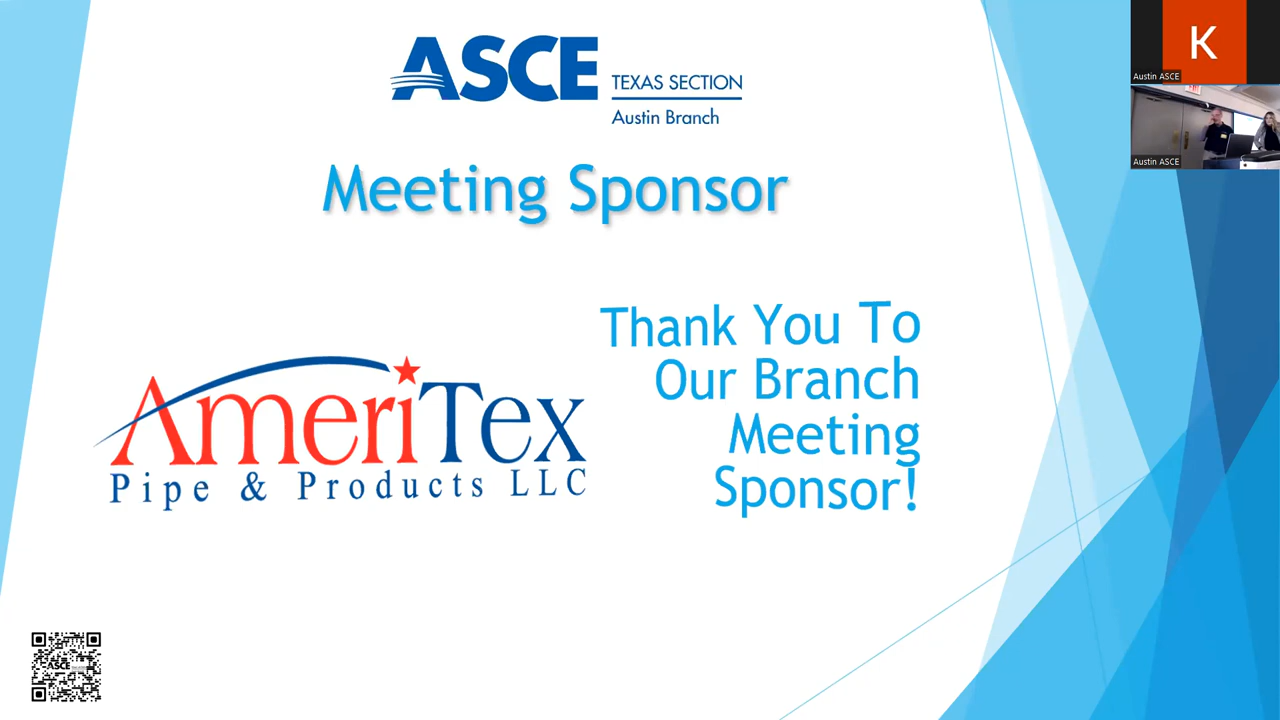 ASCE
TEXAS SECTION
Austin Branch
Meeting Sponsor
Thank You To
Our Branch
Meeting
Sponsor!
AmeriTex
Pipe & Products LLC
ASCE
K
Austin ASCE
Austin ASCE